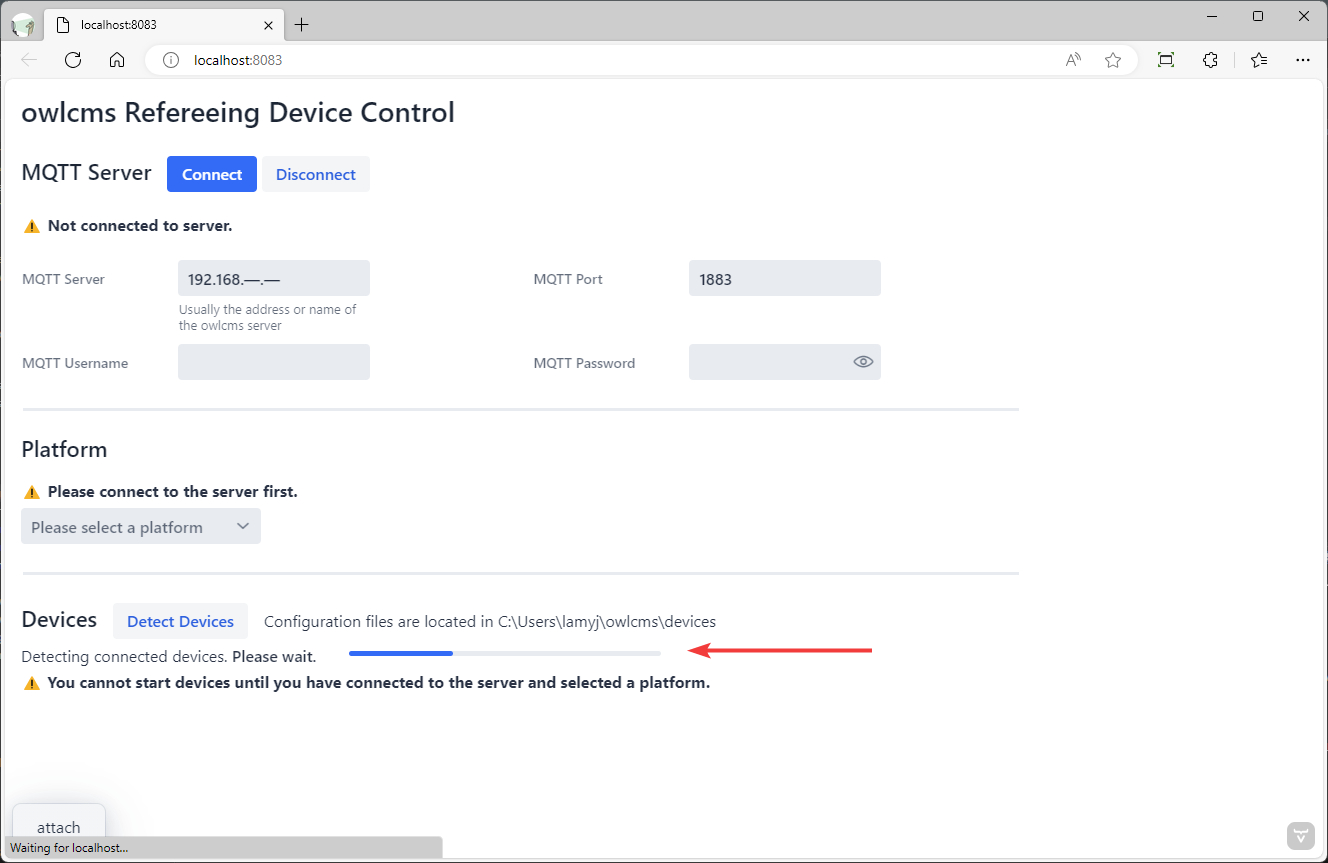 localhost:8083
localhost:8083
owlcms Refereeing Device Control
MQTT Server Connect Disconnect
Not connected to server.
MQTT Server 192.168.—.— MQTT Port 1883
Usually the address or name of
the owlcms server
MQTT Username MQTT Password
Platform
Please connect to the server first.
Please select a platform
Devices Detect Devices Configuration files are located in C:\Users\lamyj\owlcms\devices
Detecting connected devices. Please wait.
You cannot start devices until you have connected to the server and selected a platform.
attach
Waiting for localhost...